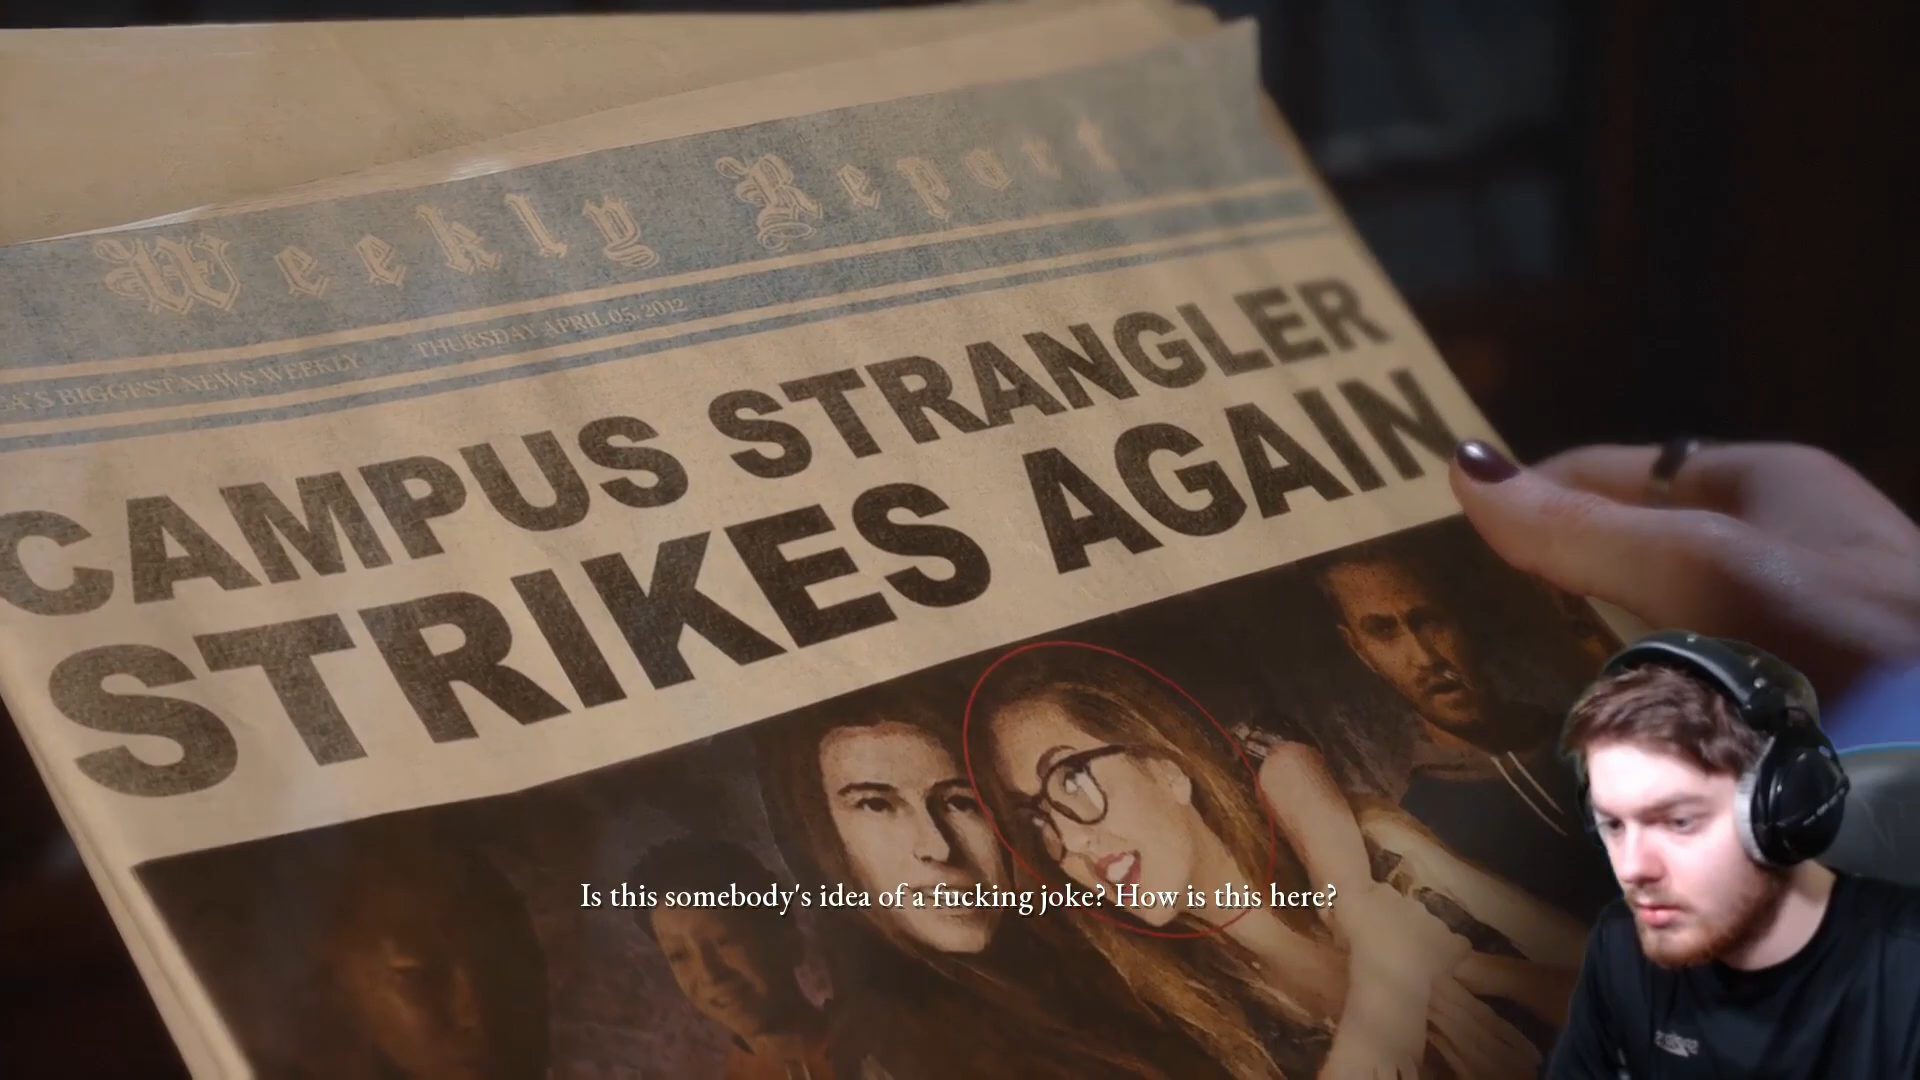 Weekly Report
CA'S BIGGEST NEWS WEEKLY THURSDAY APRIL 05, 2012
CAMPUS STRANGLER
STRIKES AGAIN
Is this somebody's idea of a fucking joke? How is this here?